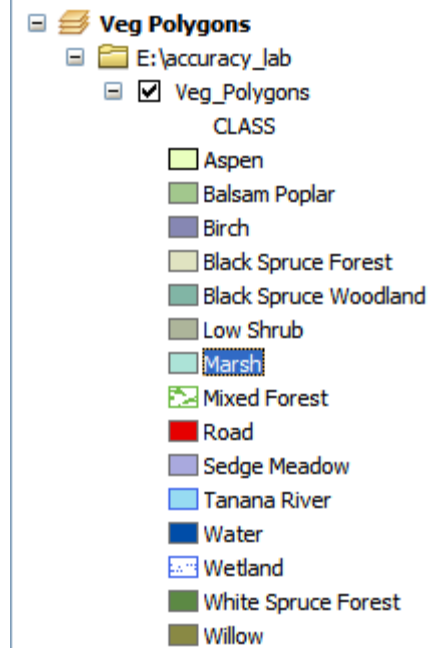 Veg Polygons
E:\accuracy_lab
Veg_Polygons
CLASS
Aspen
Balsam Poplar
Birch
Black Spruce Forest
Black Spruce Woodland
Low Shrub
Marsh
Mixed Forest
Road
Sedge Meadow
Tanana River
Water
Wetland
White Spruce Forest
Willow